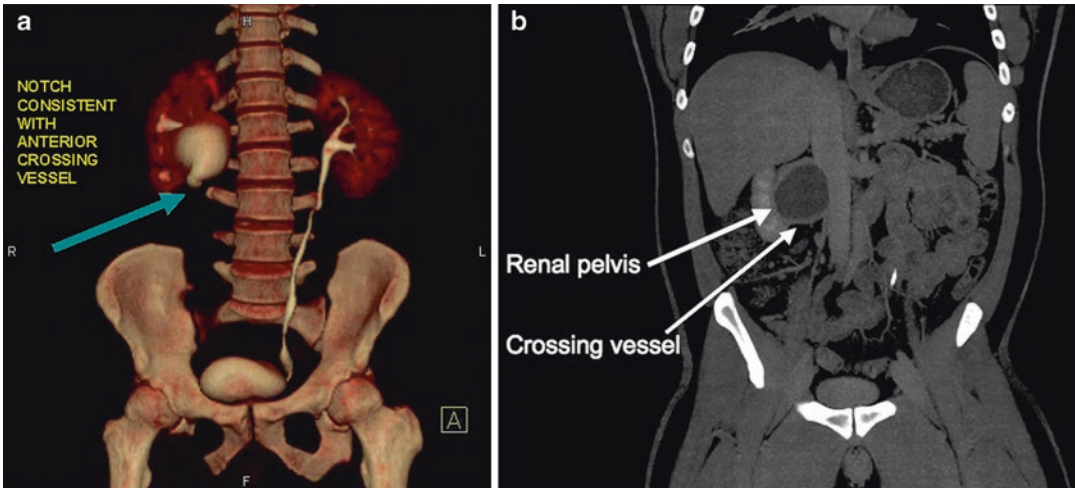 a
H
NOTCH
CONSISTENT
WITH
ANTERIOR
CROSSING
VESSEL
R
L
A
F
b
Renal pelvis
Crossing vessel